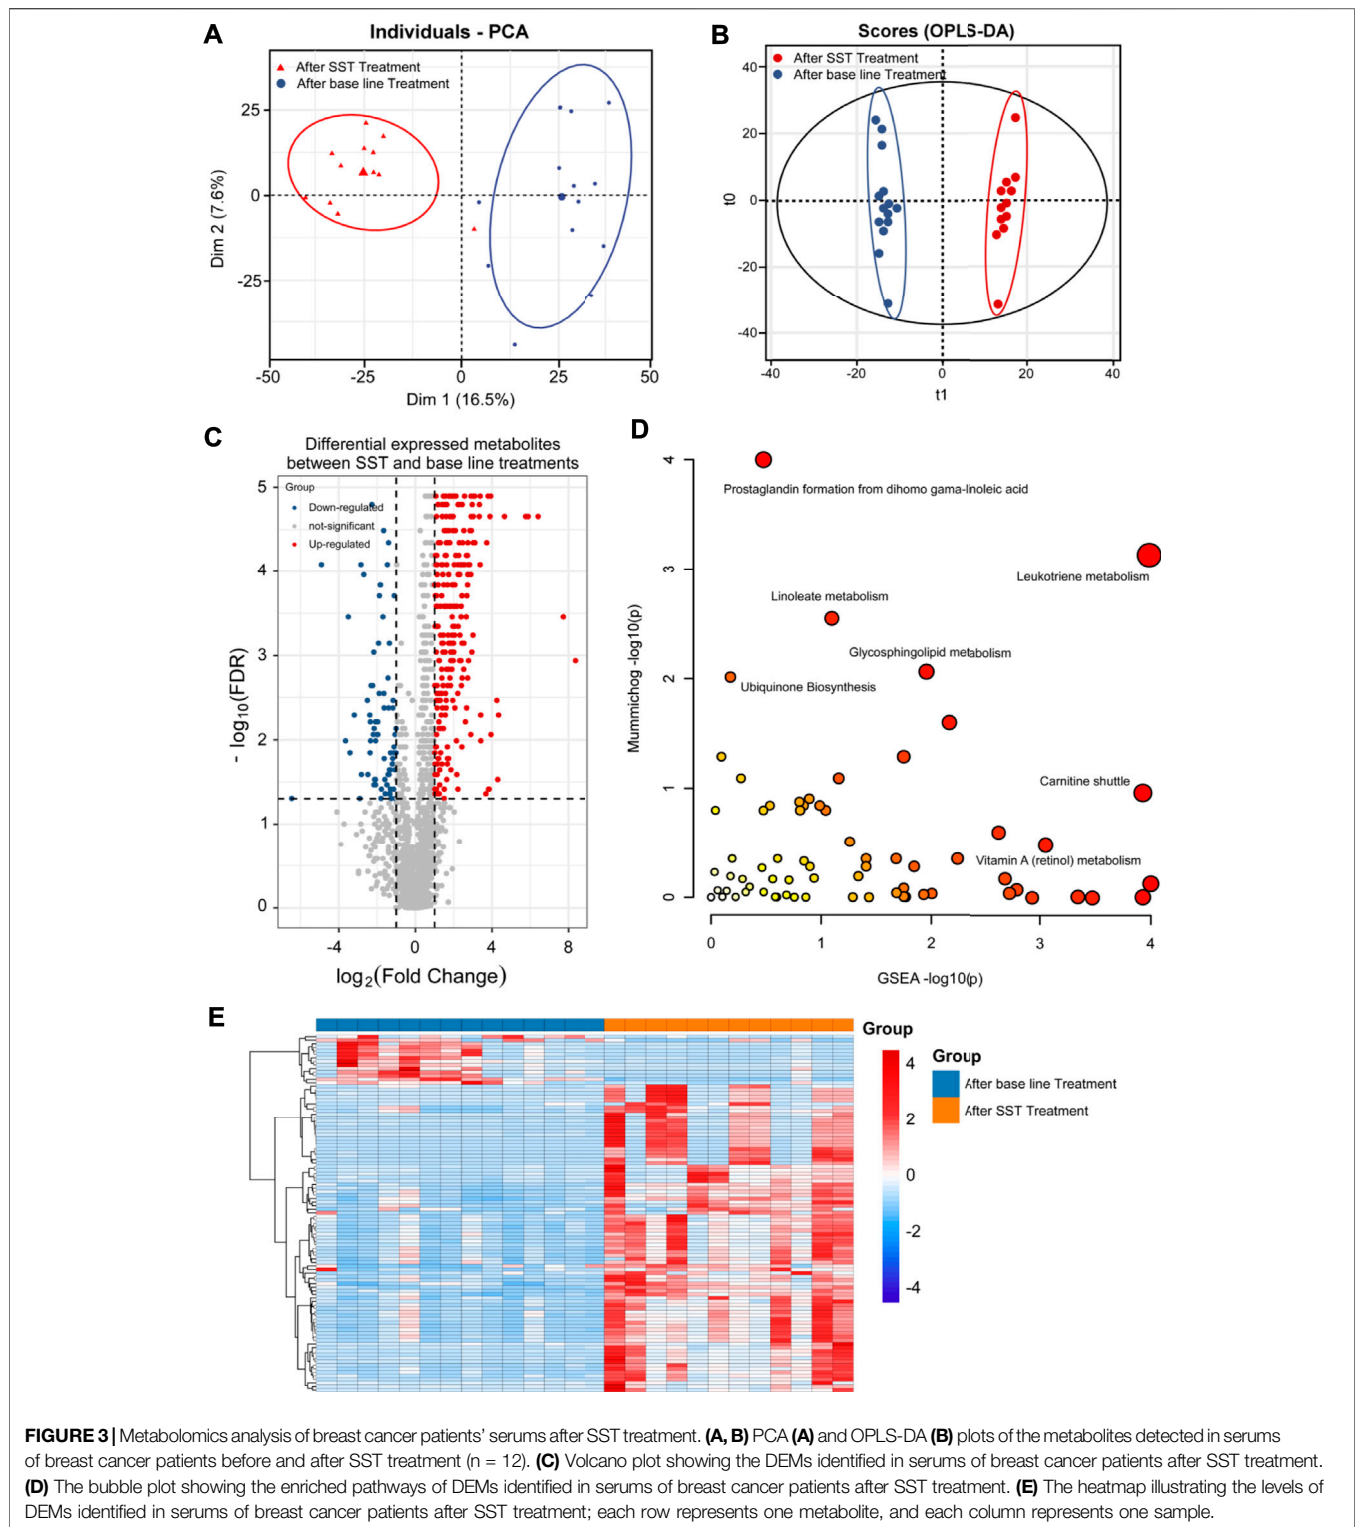 A
Individuals - PCA
After SST Treatment
After base line Treatment
25
0
-25
Dim 2 (7.6%)
-50
-25
0
25
50
Dim 1 (16.5%)
B
Scores (OPLS-DA)
After SST Treatment
After base line Treatment
40
20
0
-20
-40
t0
-40
-20
0
20
40
t1
C
Differential expressed metabolites
between SST and base line treatments
Group
Down-regulated
not-significant
Up-regulated
5
4
3
2
1
0
- log10(FDR)
-4
0
4
8
log2(Fold Change)
D
4
3
2
1
0
Mummichog -log10(p)
Prostaglandin formation from dihomo gama-linoleic acid
Leukotriene metabolism
Linoleate metabolism
Glycosphingolipid metabolism
Ubiquinone Biosynthesis
Carnitine shuttle
Vitamin A (retinol) metabolism
0
1
2
3
4
GSEA -log10(p)
E
Group
4
2
0
-2
-4
Group
After base line Treatment
After SST Treatment
FIGURE 3 | Metabolomics analysis of breast cancer patients' serums after SST treatment. (A, B) PCA (A) and OPLS-DA (B) plots of the metabolites detected in serums
of breast cancer patients before and after SST treatment (n = 12). (C) Volcano plot showing the DEMs identified in serums of breast cancer patients after SST treatment.
(D) The bubble plot showing the enriched pathways of DEMs identified in serums of breast cancer patients after SST treatment. (E) The heatmap illustrating the levels of
DEMs identified in serums of breast cancer patients after SST treatment; each row represents one metabolite, and each column represents one sample.